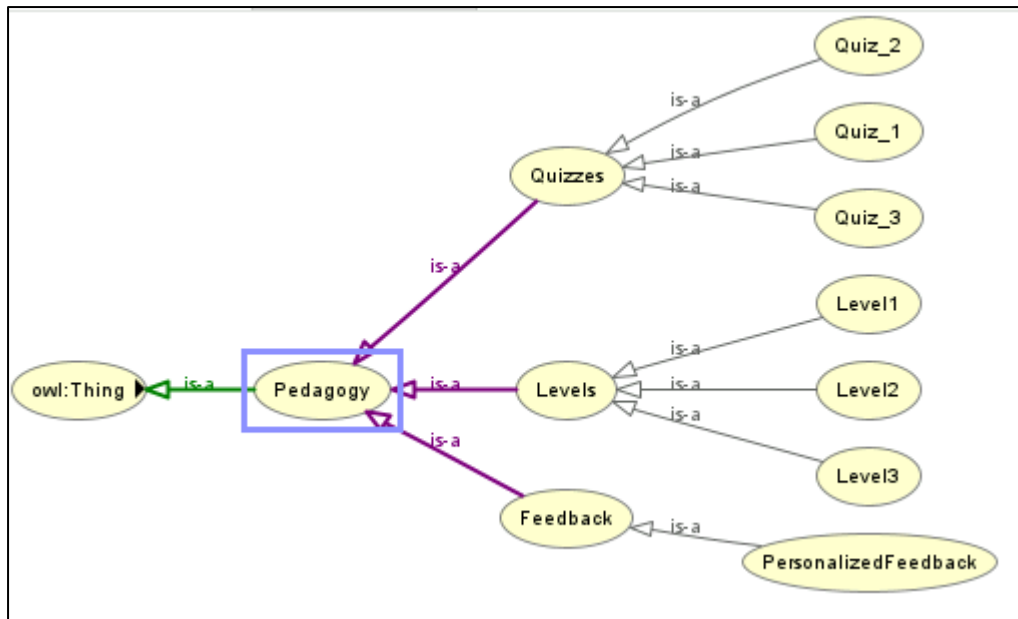 Quiz_2
is-a
Quiz_1
is-a
Quizzes
is-a
Quiz_3
is-a
Level1
is-a
owl:Thing
is-a
Pedagogy
is-a
Levels
is-a
Level2
is-a
is-a
Level3
Feedback
is-a
PersonalizedFeedback